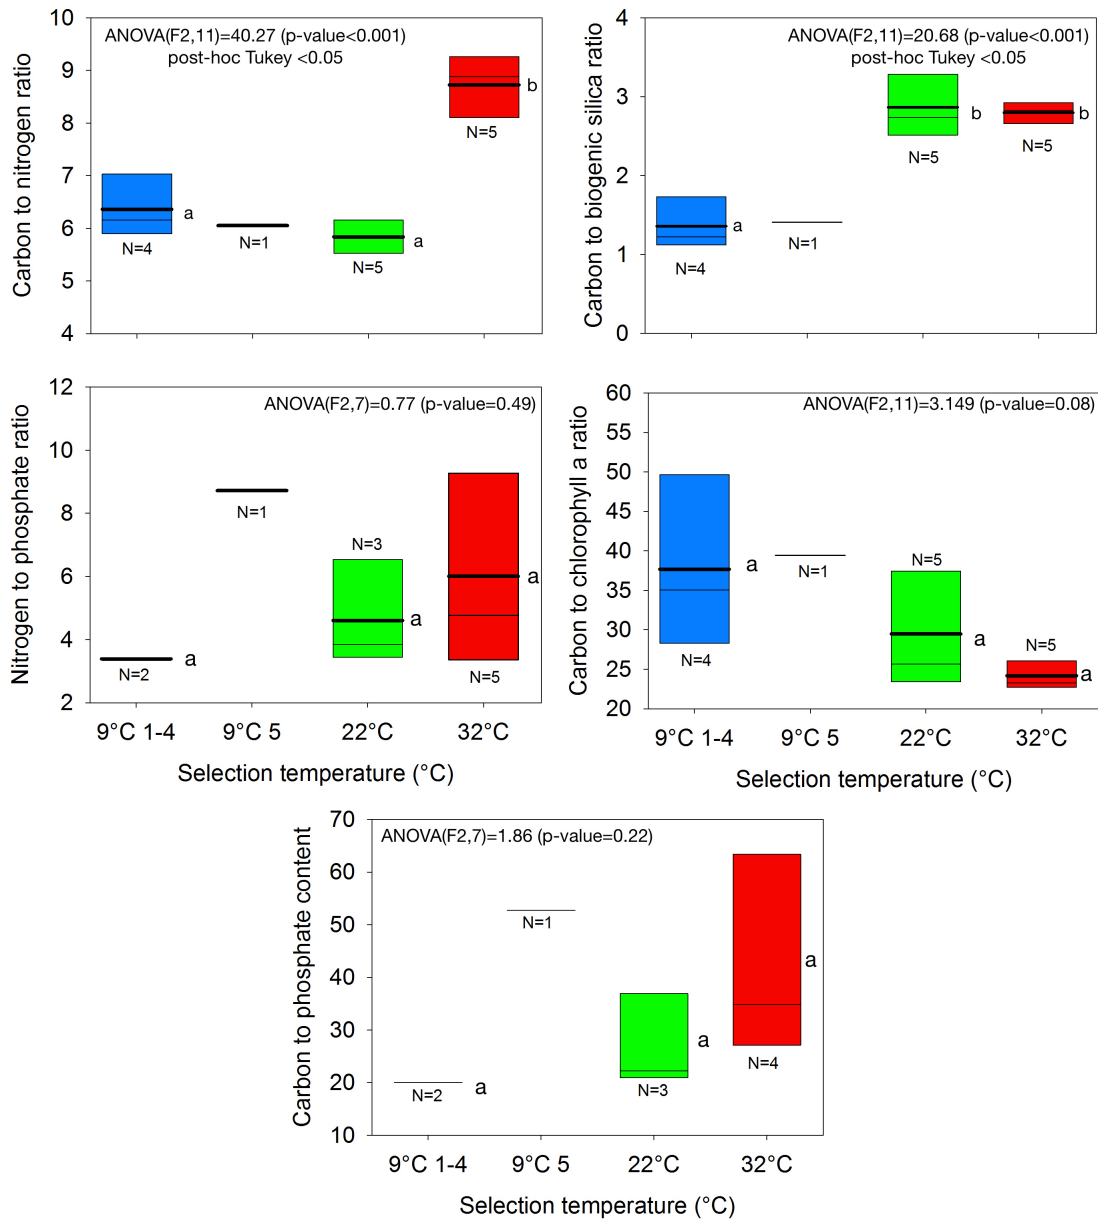 Carbon to nitrogen ratio
10
9
8
7
6
5
4
ANOVA(F2,11)=40.27 (p-value<0.001)
post-hoc Tukey <0.05
a
N=4
N=1
a
N=5
b
N=5
Carbon to biogenic silica ratio
4
3
2
1
0
ANOVA(F2,11)=20.68 (p-value<0.001)
post-hoc Tukey <0.05
a
N=4
N=1
b
N=5
b
N=5
Nitrogen to phosphate ratio
12
10
8
6
4
2
ANOVA(F2,7)=0.77 (p-value=0.49)
a
N=2
N=1
N=3
a
a
N=5
9°C 1-4
9°C 5
22°C
32°C
Selection temperature (°C)
Carbon to chlorophyll a ratio
60
55
50
45
40
35
30
25
20
ANOVA(F2,11)=3.149 (p-value=0.08)
a
N=4
N=1
N=5
a
N=5
a
9°C 1-4
9°C 5
22°C
32°C
Selection temperature (°C)
Carbon to phosphate content
70
60
50
40
30
20
10
ANOVA(F2,7)=1.86 (p-value=0.22)
a
N=2
N=1
a
N=3
a
N=4
9°C 1-4
9°C 5
22°C
32°C
Selection temperature (°C)